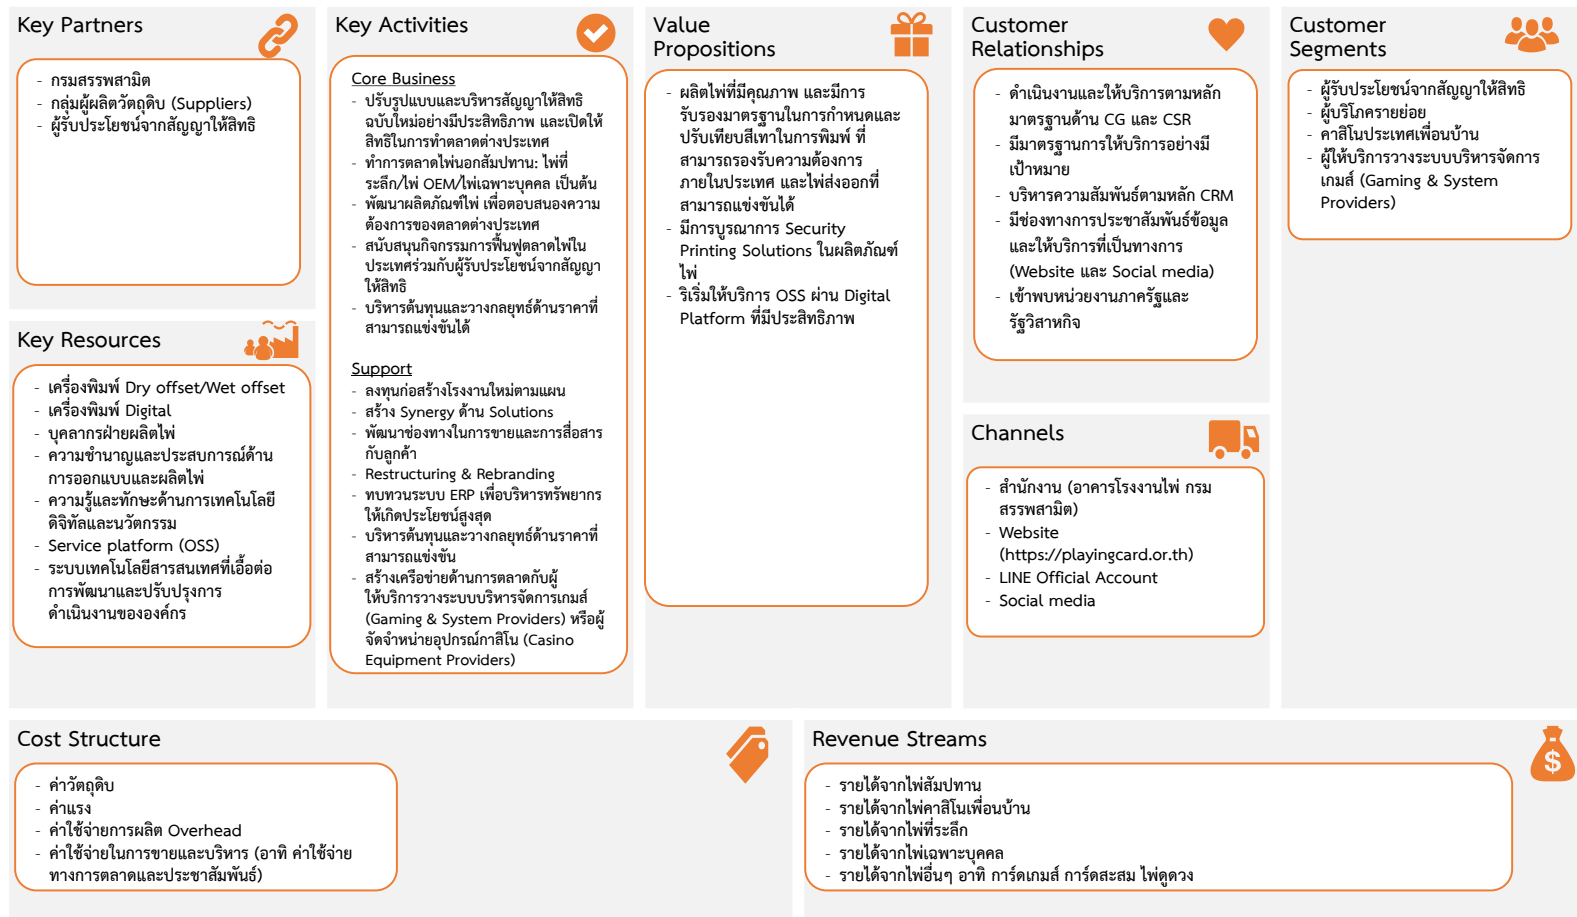 Key Partners
- กรมสรรพสามิต
- กลุ่มผู้ผลิตวัตถุดิบ (Suppliers)
- ผู้รับประโยชน์จากสัญญาให้สิทธิ
Key Resources
- เครื่องพิมพ์ Dry offset/Wet offset
- เครื่องพิมพ์ Digital
- บุคลากรฝ่ายผลิตไพ่
- ความชำนาญและประสบการณ์ด้าน
การออกแบบและผลิตไพ่
- ความรู้และทักษะด้านการเทคโนโลยี
ดิจิทัลและนวัตกรรม
- Service platform (OSS)
- ระบบเทคโนโลยีสารสนเทศที่เอื้อต่อ
การพัฒนาและปรับปรุงการ
ดำเนินงานขององค์กร
Key Activities
Core Business
- ปรับรูปแบบและบริหารสัญญาให้สิทธิ
ฉบับใหม่อย่างมีประสิทธิภาพ และเปิดให้
สิทธิในการทำตลาดต่างประเทศ
- ทำการตลาดไพ่นอกสัมปทาน: ไพ่ที่
ระลึก/ไพ่ OEM/ไพ่เฉพาะบุคคล เป็นต้น
- พัฒนาผลิตภัณฑ์ไพ่ เพื่อตอบสนองความ
ต้องการของตลาดต่างประเทศ
- สนับสนุนกิจกรรมการฟื้นฟูตลาดไพ่ใน
ประเทศร่วมกับผู้รับประโยชน์จากสัญญา
ให้สิทธิ
- บริหารต้นทุนและวางกลยุทธ์ด้านราคาที่
สามารถแข่งขันได้
Support
- ลงทุนก่อสร้างโรงงานใหม่ตามแผน
- สร้าง Synergy ด้าน Solutions
- พัฒนาช่องทางในการขายและการสื่อสาร
กับลูกค้า
- Restructuring & Rebranding
- ทบทวนระบบ ERP เพื่อบริหารทรัพยากร
ให้เกิดประโยชน์สูงสุด
- บริหารต้นทุนและวางกลยุทธ์ด้านราคาที่
สามารถแข่งขัน
- สร้างเครือข่ายด้านการตลาดกับผู้
ให้บริการวางระบบบริหารจัดการเกมส์
(Gaming & System Providers) หรือผู้
จัดจำหน่ายอุปกรณ์กาสิโน (Casino
Equipment Providers)
Value
Propositions
- ผลิตไพ่ที่มีคุณภาพ และมีการ
รับรองมาตรฐานในการกำหนดและ
ปรับเทียบสีเทาในการพิมพ์ ที่
สามารถรองรับความต้องการ
ภายในประเทศ และไพ่ส่งออกที่
สามารถแข่งขันได้
- มีการบูรณาการ Security
Printing Solutions ในผลิตภัณฑ์
ไพ่
- ริเริ่มให้บริการ OSS ผ่าน Digital
Platform ที่มีประสิทธิภาพ
Customer
Relationships
- ดำเนินงานและให้บริการตามหลัก
มาตรฐานด้าน CG และ CSR
- มีมาตรฐานการให้บริการอย่างมี
เป้าหมาย
- บริหารความสัมพันธ์ตามหลัก CRM
- มีช่องทางการประชาสัมพันธ์ข้อมูล
และให้บริการที่เป็นทางการ
(Website และ Social media)
- เข้าพบหน่วยงานภาครัฐและ
รัฐวิสาหกิจ
Channels
- สำนักงาน (อาคารโรงงานไพ่ กรม
สรรพสามิต)
- Website
(https://playingcard.or.th)
- LINE Official Account
- Social media
Customer
Segments
- ผู้รับประโยชน์จากสัญญาให้สิทธิ
- ผู้บริโภครายย่อย
- คาสิโนประเทศเพื่อนบ้าน
- ผู้ให้บริการวางระบบบริหารจัดการ
เกมส์ (Gaming & System
Providers)
Cost Structure
- ค่าวัตถุดิบ
- ค่าแรง
- ค่าใช้จ่ายการผลิต Overhead
- ค่าใช้จ่ายในการขายและบริหาร (อาทิ ค่าใช้จ่าย
ทางการตลาดและประชาสัมพันธ์)
Revenue Streams
- รายได้จากไพ่สัมปทาน
- รายได้จากไพ่คาสิโนเพื่อนบ้าน
- รายได้จากไพ่ที่ระลึก
- รายได้จากไพ่เฉพาะบุคคล
- รายได้จากไพ่อื่นๆ อาทิ การ์ดเกมส์ การ์ดสะสม ไพ่ดูดวง
$